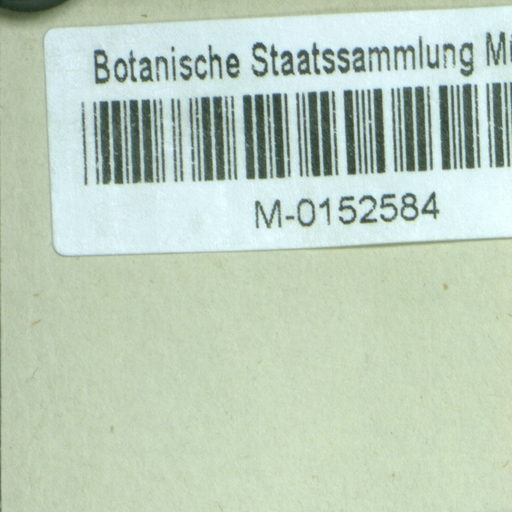 Botanische Staatssammlung
M-0152584